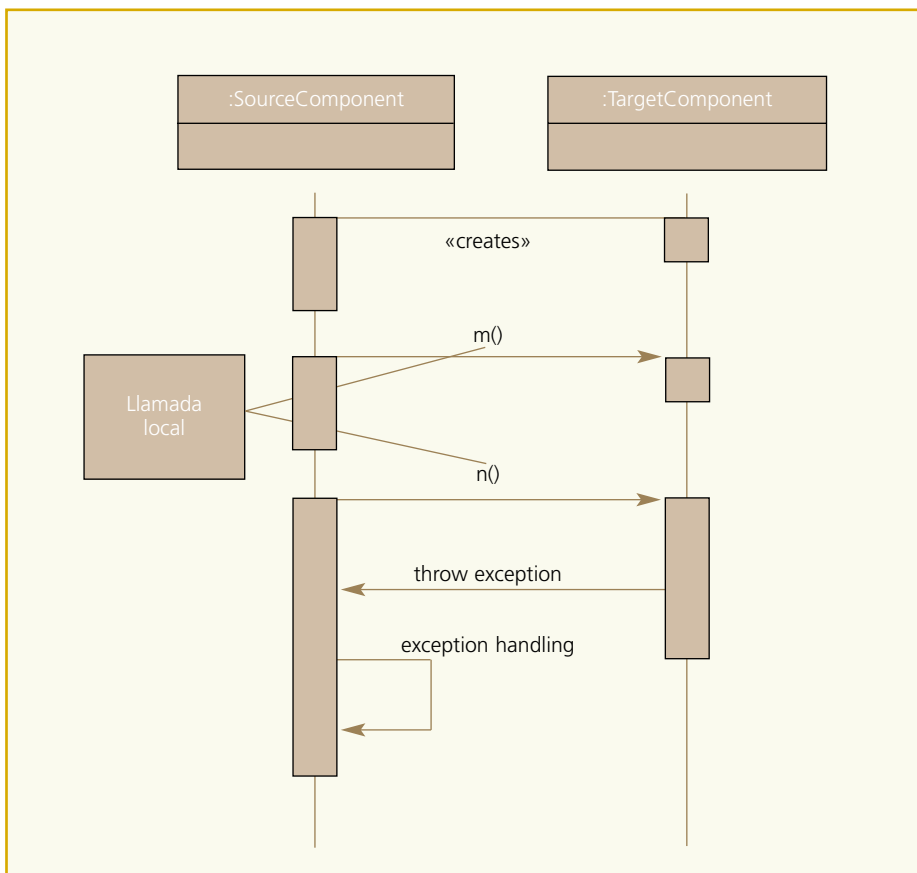 :SourceComponent
:TargetComponent
«creates»
m()
Llamada
local
n()
throw exception
exception handling